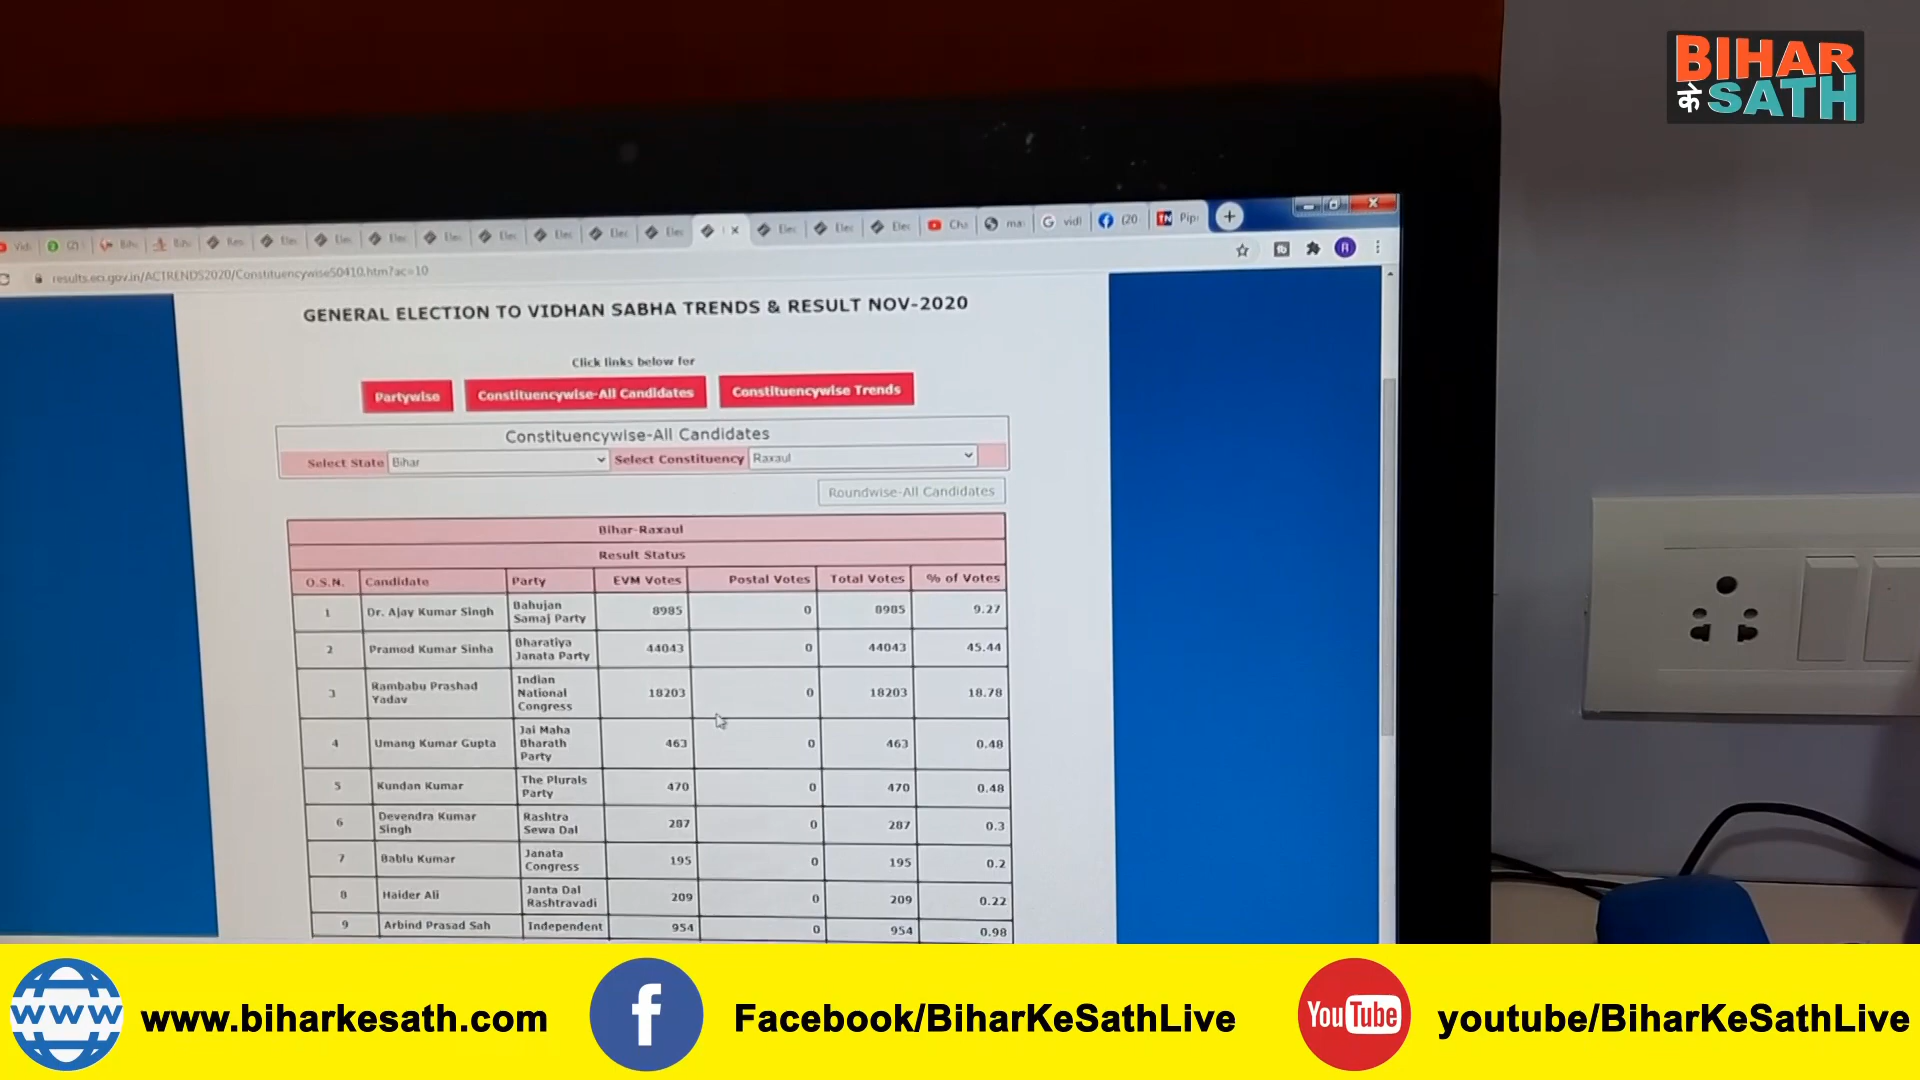 BIHAR
के SATH
Cha
ma
G vidl
(20
TN Pip
results.eci.gov.in/ACTRENDS2020/ConstituencywiseS0410.htm?ac=10
GENERAL ELECTION TO VIDHAN SABHA TRENDS & RESULT NOV-2020
Click links below for
Partywise Constituencywise-All Candidates Constituencywise Trends
Constituencywise-All Candidates
Select State Bihar Select Constituency Raxaul
Roundwise-All Candidates
Bihar-Raxaul
Result Status
O.S.N. Candidate Party EVM Votes Postal Votes Total Votes % of Votes
1 Dr. Ajay Kumar Singh Bahujan Samaj Party 8985 0 8985 9.27
2 Pramod Kumar Sinha Bharatiya Janata Party 44043 0 44043 45.44
3 Rambabu Prashad Yadav Indian National Congress 18203 0 18203 18.78
4 Umang Kumar Gupta Jai Maha Bharath Party 463 0 463 0.48
5 Kundan Kumar The Plurals Party 470 0 470 0.48
6 Devendra Kumar Singh Rashtra Sewa Dal 287 0 287 0.3
7 Bablu Kumar Janata Congress 195 0 195 0.2
8 Haider Ali Janta Dal Rashtravadi 209 0 209 0.22
9 Arbind Prasad Sah Independent 954 0 954 0.98
www www.biharkesath.com f Facebook/BiharKeSathLive YouTube youtube/BiharKeSathLive